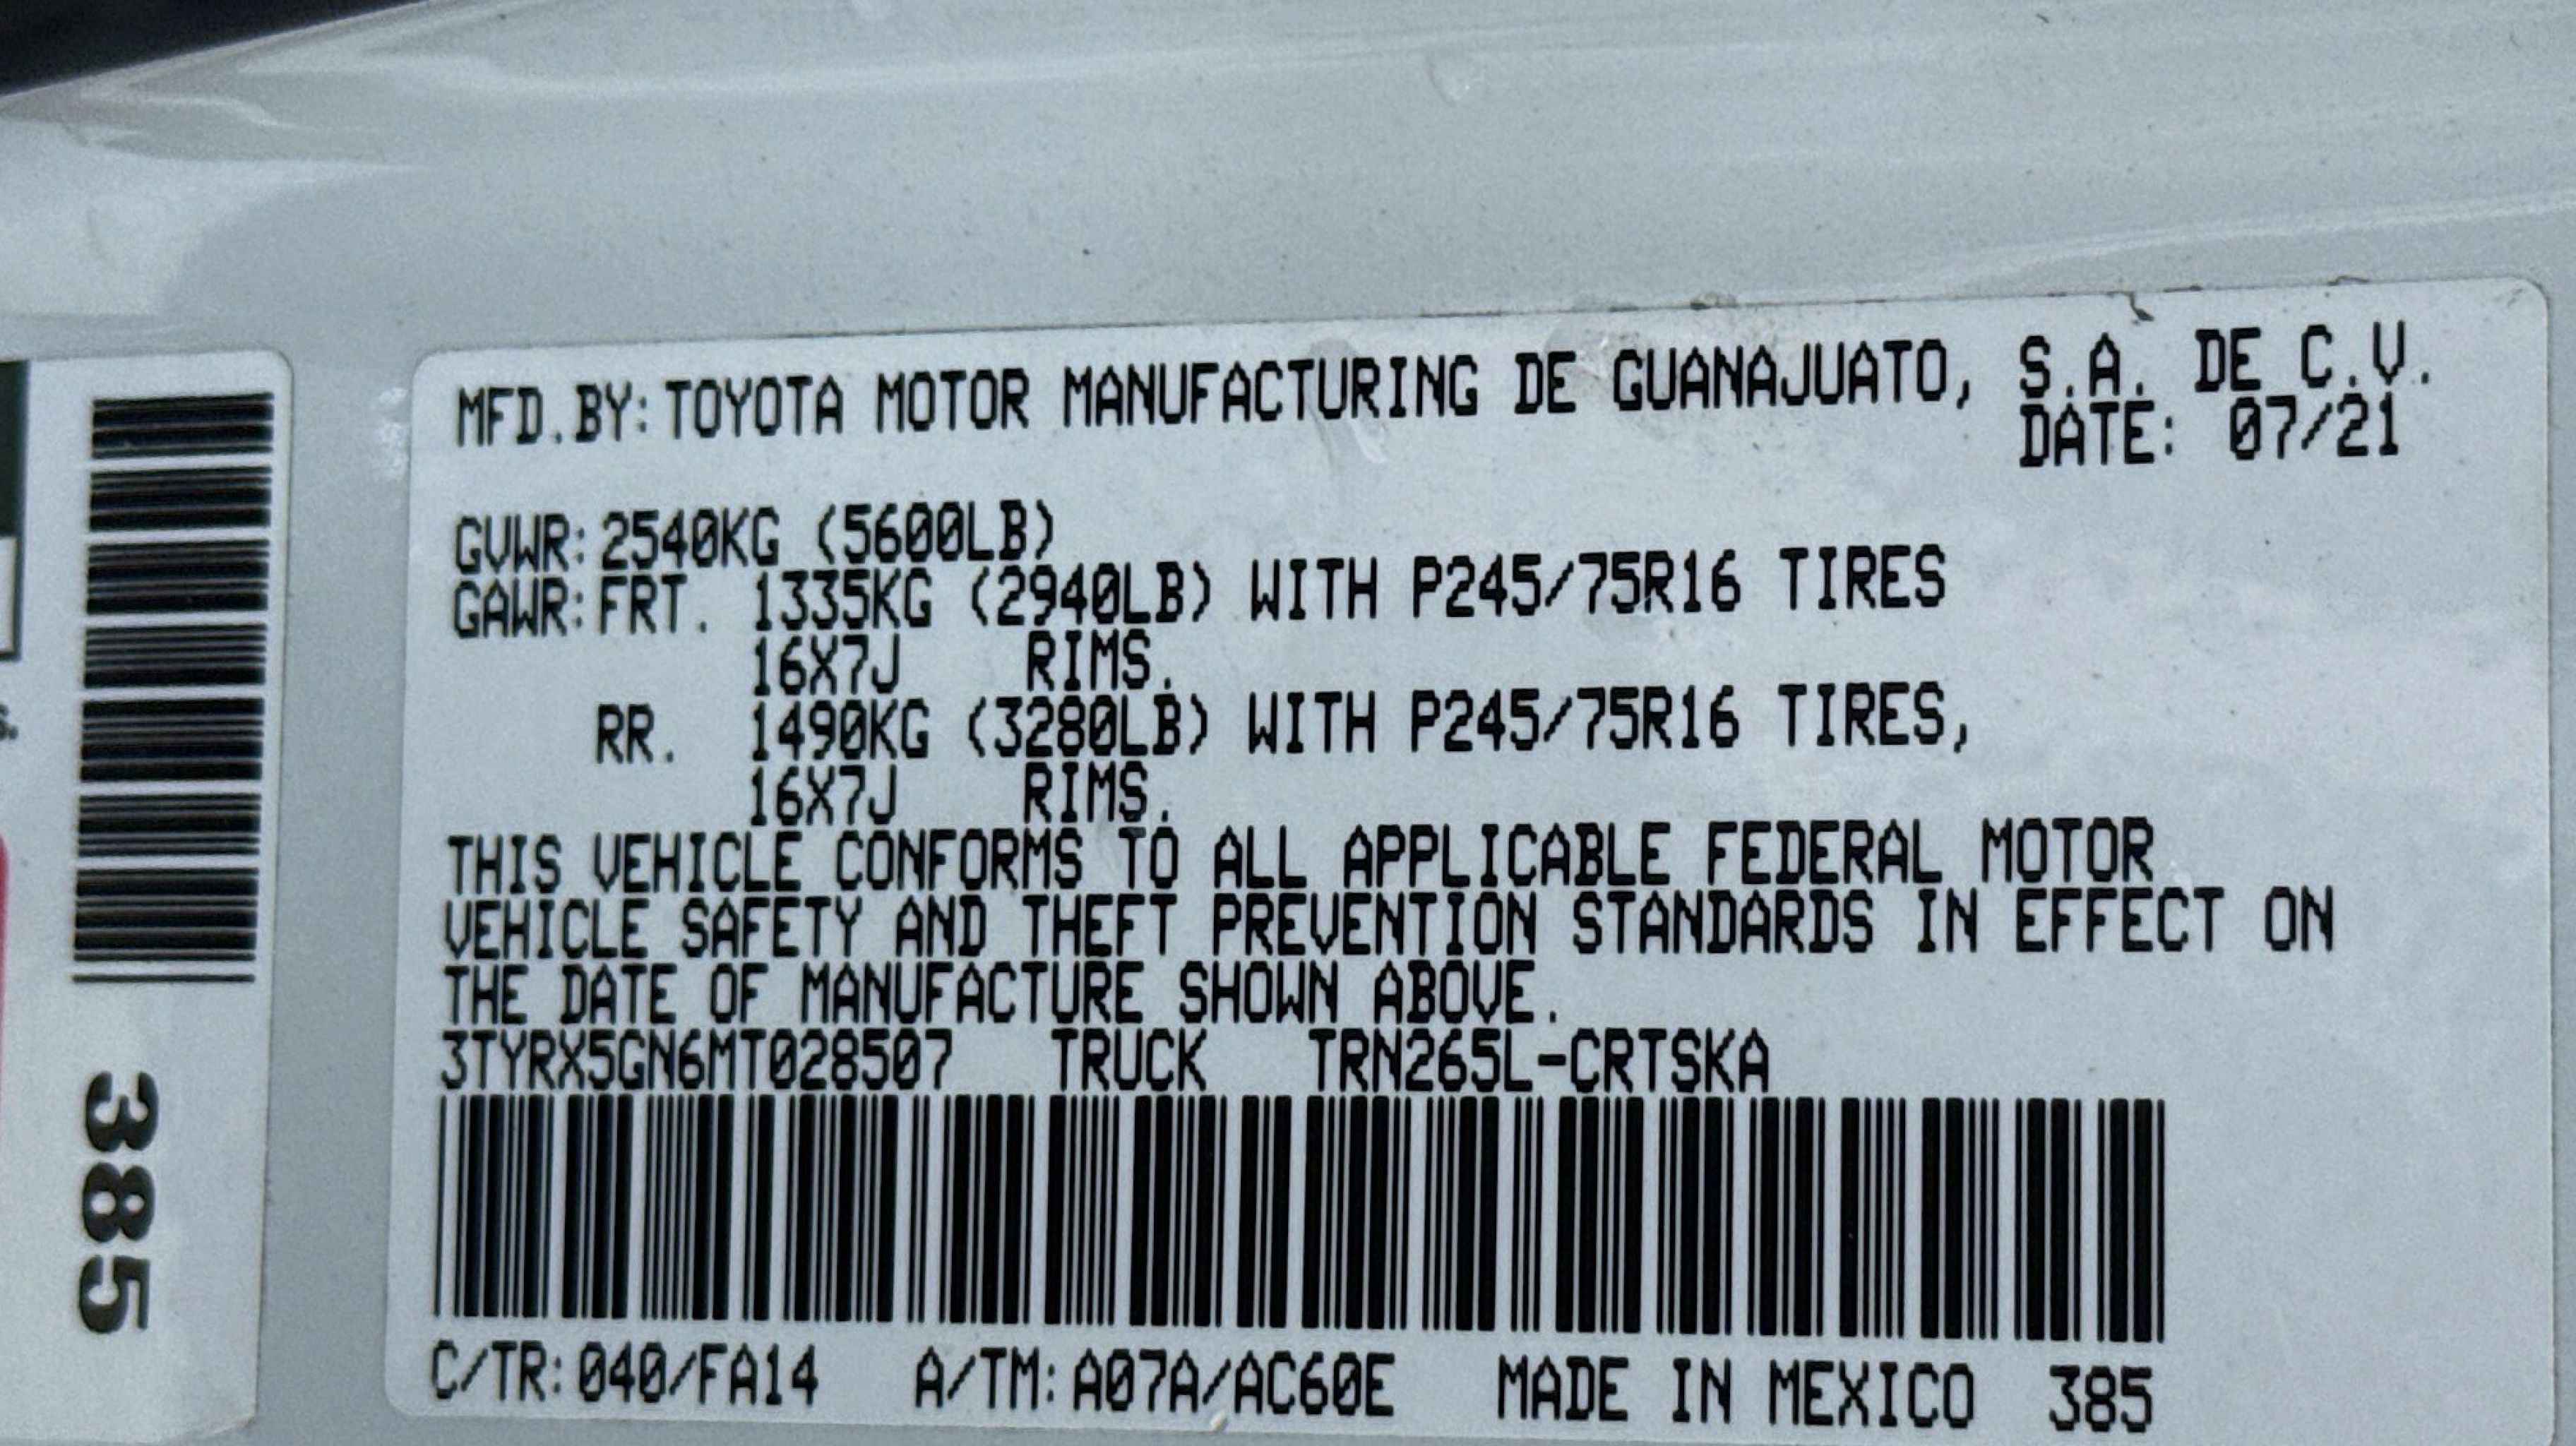 MFD.BY:TOYOTA MOTOR MANUFACTURING DE GUANAJUATO, S.A. DE C.V.
DATE: 07/21
GVWR:2540KG (5600LB)
GAWR:FRT. 1335KG (2940LB) WITH P245/75R16 TIRES
16X7J RIMS.
RR. 1490KG (3280LB) WITH P245/75R16 TIRES,
16X7J RIMS.
THIS VEHICLE CONFORMS TO ALL APPLICABLE FEDERAL MOTOR
VEHICLE SAFETY AND THEFT PREVENTION STANDARDS IN EFFECT ON
THE DATE OF MANUFACTURE SHOWN ABOVE.
3TYRX5GN6MT028507 TRUCK TRN265L-CRTSKA
C/TR:040/FA14 A/TM:A07A/AC60E MADE IN MEXICO 385
385